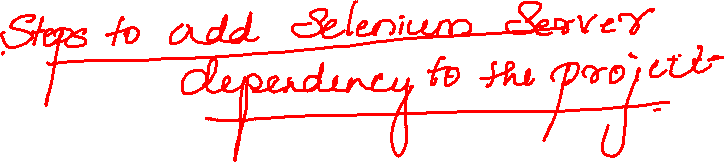 Steps to add Selenium Server
dependency to the project